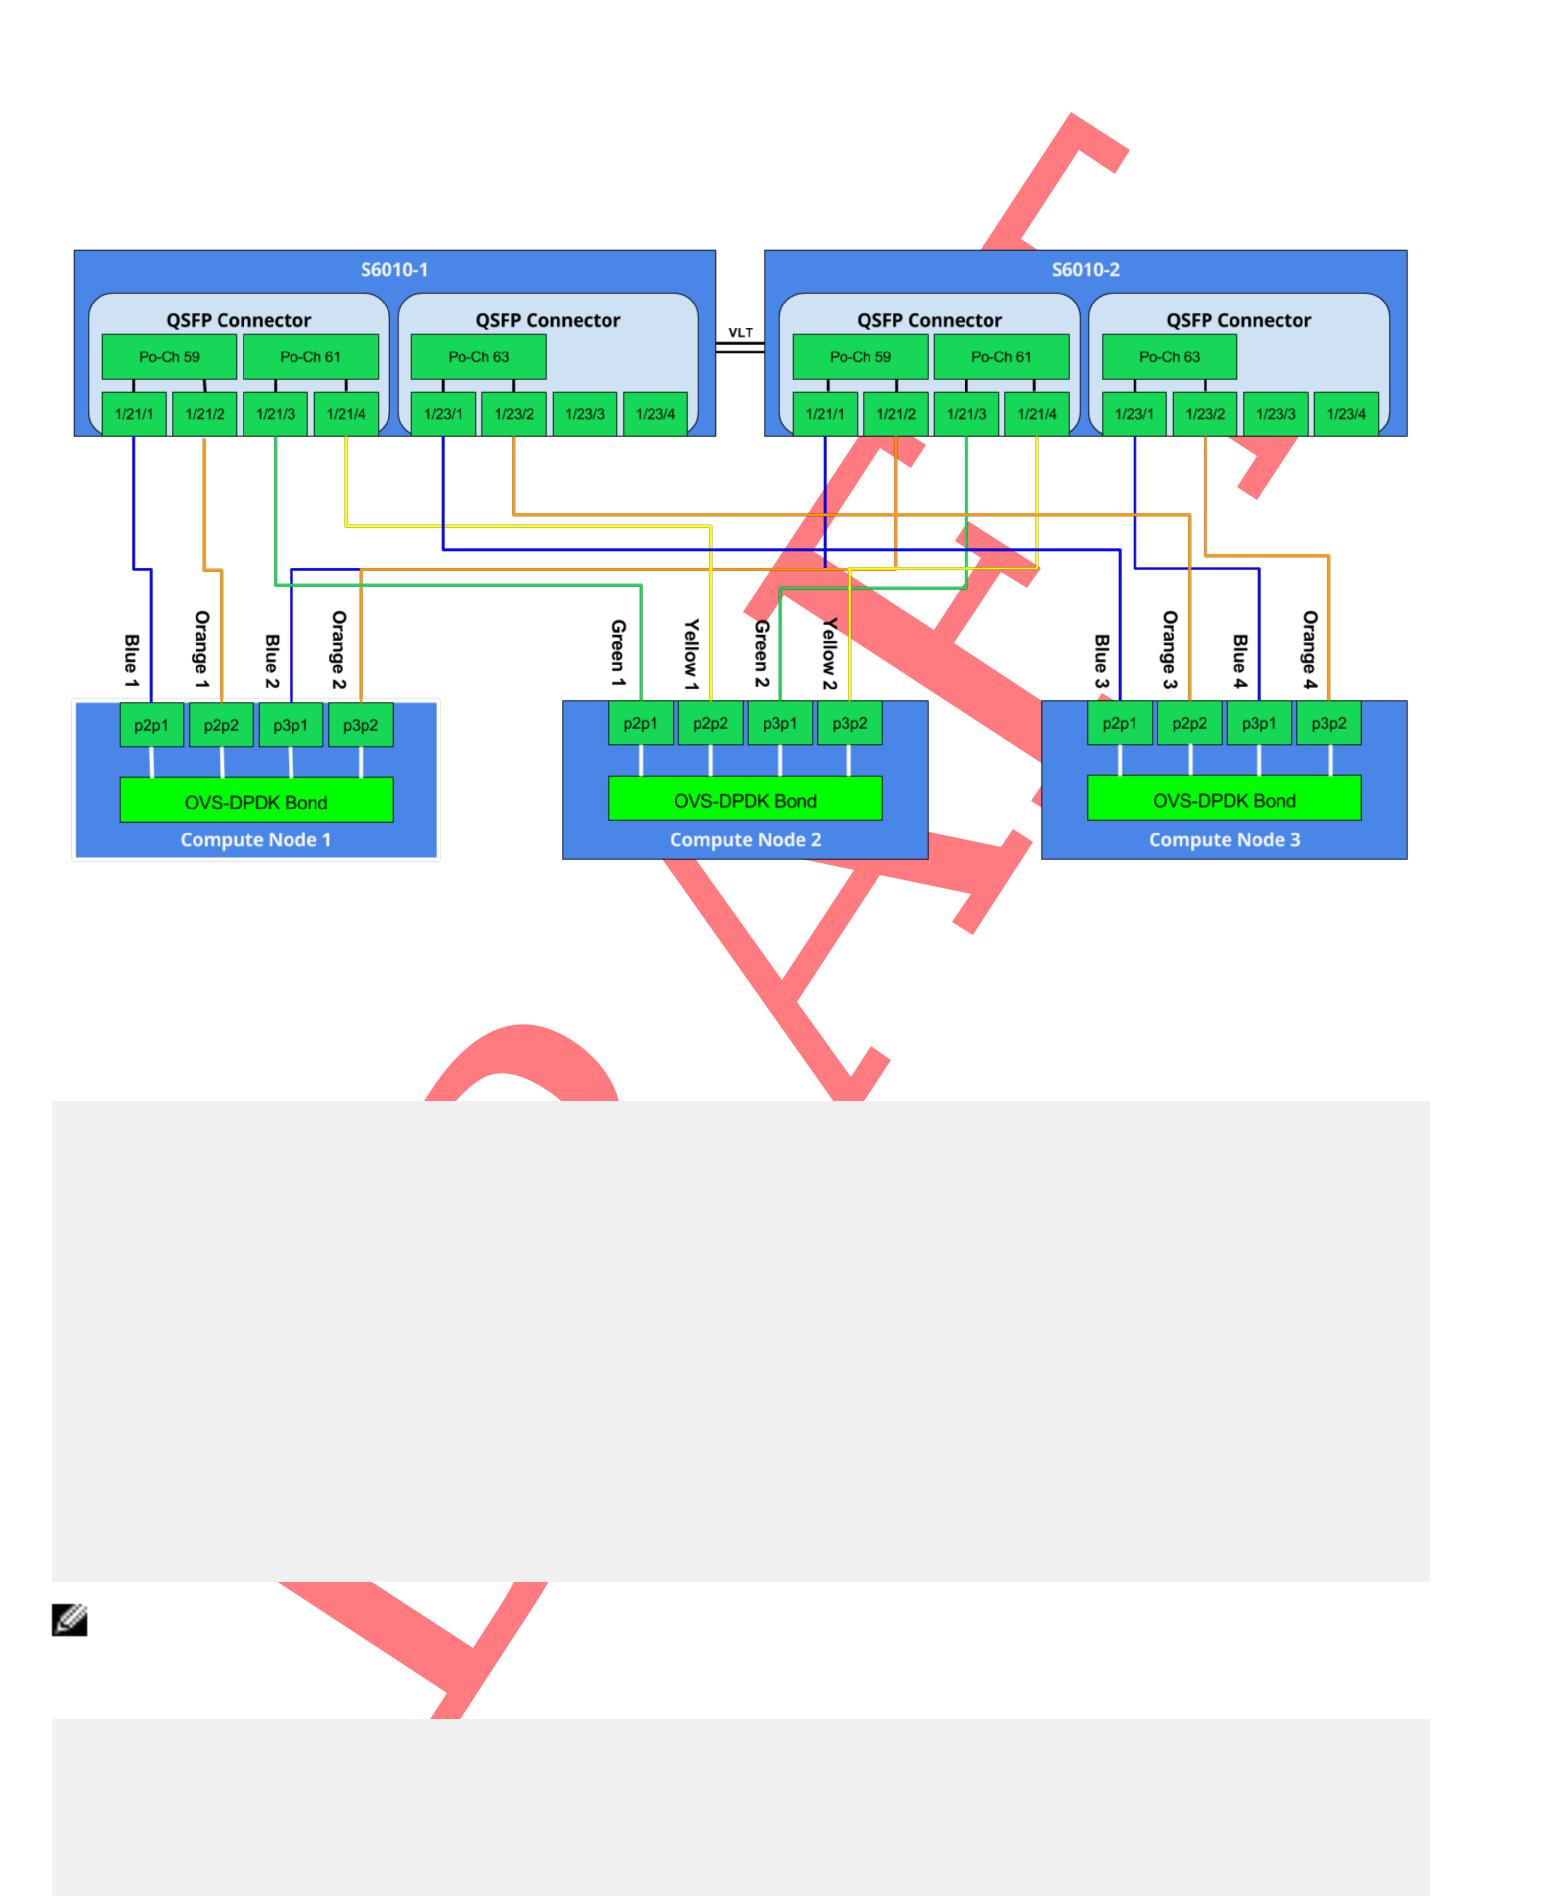 S6010-1
S6010-2
QSFP Connector
QSFP Connector
VLT
QSFP Connector
QSFP Connector
Po-Ch 59
Po-Ch 61
Po-Ch 63
Po-Ch 59
Po-Ch 61
Po-Ch 63
1/21/1
1/21/2
1/21/3
1/21/4
1/23/1
1/23/2
1/23/3
1/23/4
1/21/1
1/21/2
1/21/3
1/21/4
1/23/1
1/23/2
1/23/3
1/23/4
Blue 1
Orange 1
Blue 2
Orange 2
Green 1
Yellow 1
Green 2
Yellow 2
Blue 3
Orange 3
Blue 4
Orange 4
p2p1
p2p2
p3p1
p3p2
p2p1
p2p2
p3p1
p3p2
p2p1
p2p2
p3p1
p3p2
OVS-DPDK Bond
OVS-DPDK Bond
OVS-DPDK Bond
Compute Node 1
Compute Node 2
Compute Node 3